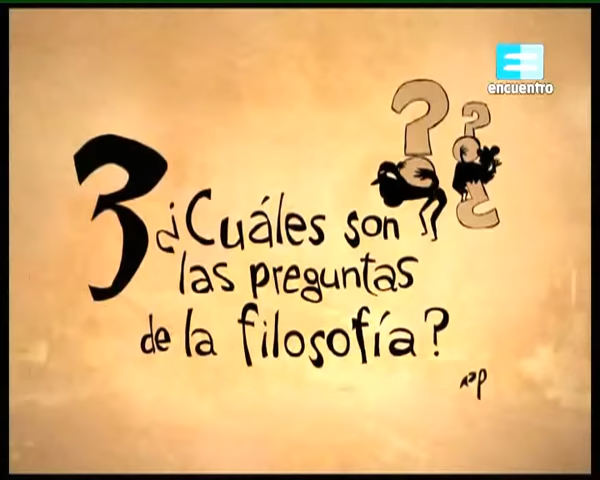 encuentro
3 ¿Cuáles son
las preguntas
de la filosofía?